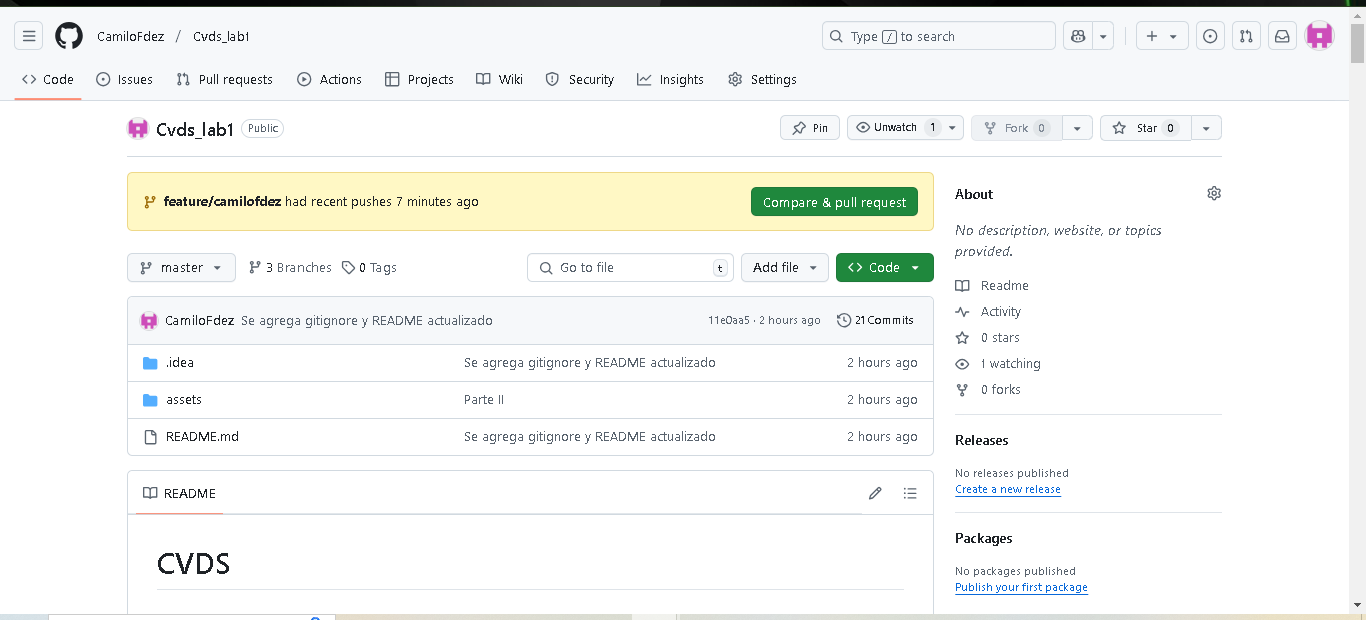 CamiloFdez / Cvds_lab1
Type / to search
Code Issues Pull requests Actions Projects Wiki Security Insights Settings
Cvds_lab1 Public
Pin Unwatch 1 Fork 0 Star 0
feature/camilofdez had recent pushes 7 minutes ago
Compare & pull request
master 3 Branches 0 Tags
Go to file t Add file Code
CamiloFdez Se agrega gitignore y README actualizado 11e0aa5 · 2 hours ago 21 Commits
.idea Se agrega gitignore y README actualizado 2 hours ago
assets Parte II 2 hours ago
README.md Se agrega gitignore y README actualizado 2 hours ago
README
CVDS
About
No description, website, or topics
provided.
Readme
Activity
0 stars
1 watching
0 forks
Releases
No releases published
Create a new release
Packages
No packages published
Publish your first package